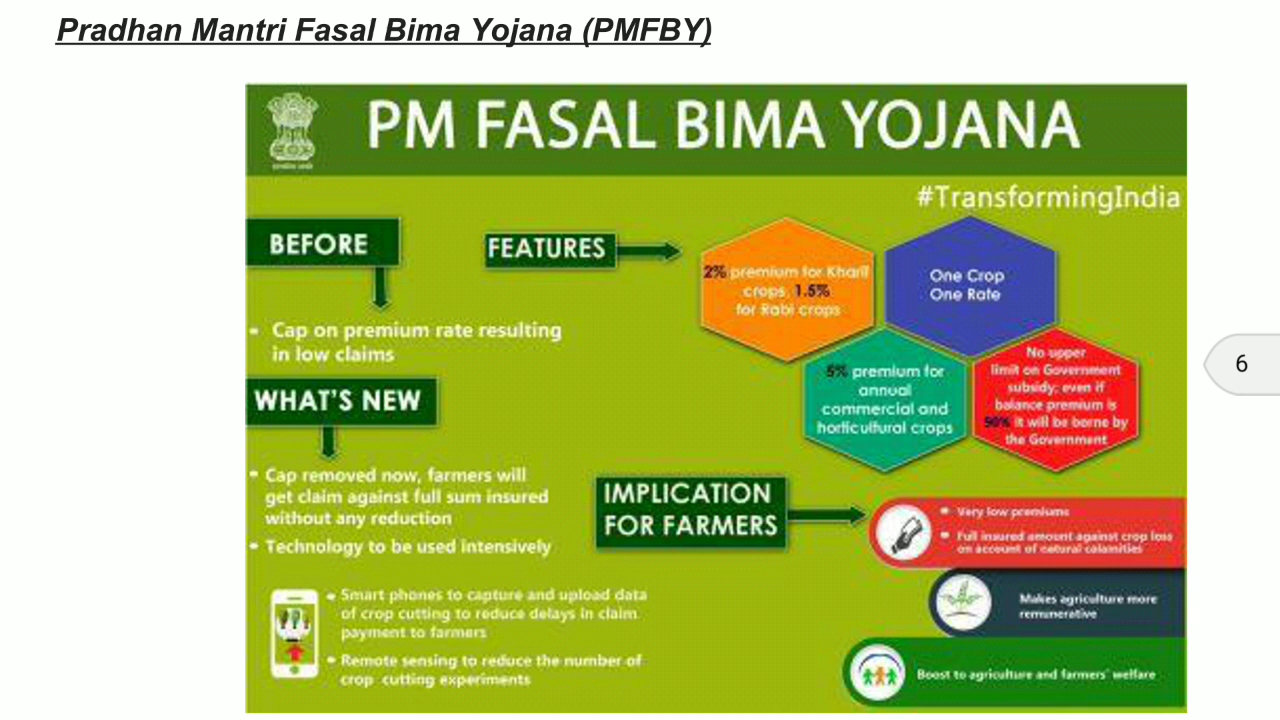 Pradhan Mantri Fasal Bima Yojana (PMFBY)
PM FASAL BIMA YOJANA
#TransformingIndia
BEFORE
- Cap on premium rate resulting
in low claims
WHAT'S NEW
- Cap removed now, farmers will
get claim against full sum insured
without any reduction
- Technology to be used intensively
- Smart phones to capture and upload data
of crop cutting to reduce delays in claim
payment to farmers
- Remote sensing to reduce the number of
crop cutting experiments
FEATURES
2% premium for Kharif
crops, 1.5%
for Rabi crops
One Crop
One Rate
5% premium for
annual
commercial and
horticultural crops
No upper
limit on Government
subsidy; even if
balance premium is
90% it will be borne by
the Government
IMPLICATION
FOR FARMERS
Very low premiums
Full insured amount against crop loss
on account of natural calamities
Makes agriculture more
remunerative
Boost to agriculture and farmers' welfare
6